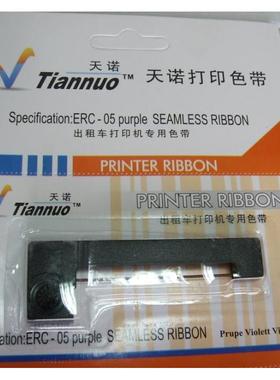 天诺
Tiannuo™
天诺打印色带
Specification:ERC - 05 purple SEAMLESS RIBBON
出租车打印机专用色带
PRINTER RIBBON
天诺
Tiannuo™
PRINTER RIBBON
出租车打印机专用色带
cation:ERC - 05 purple SEAMLESS RIBBON
Prupe Violett Vi